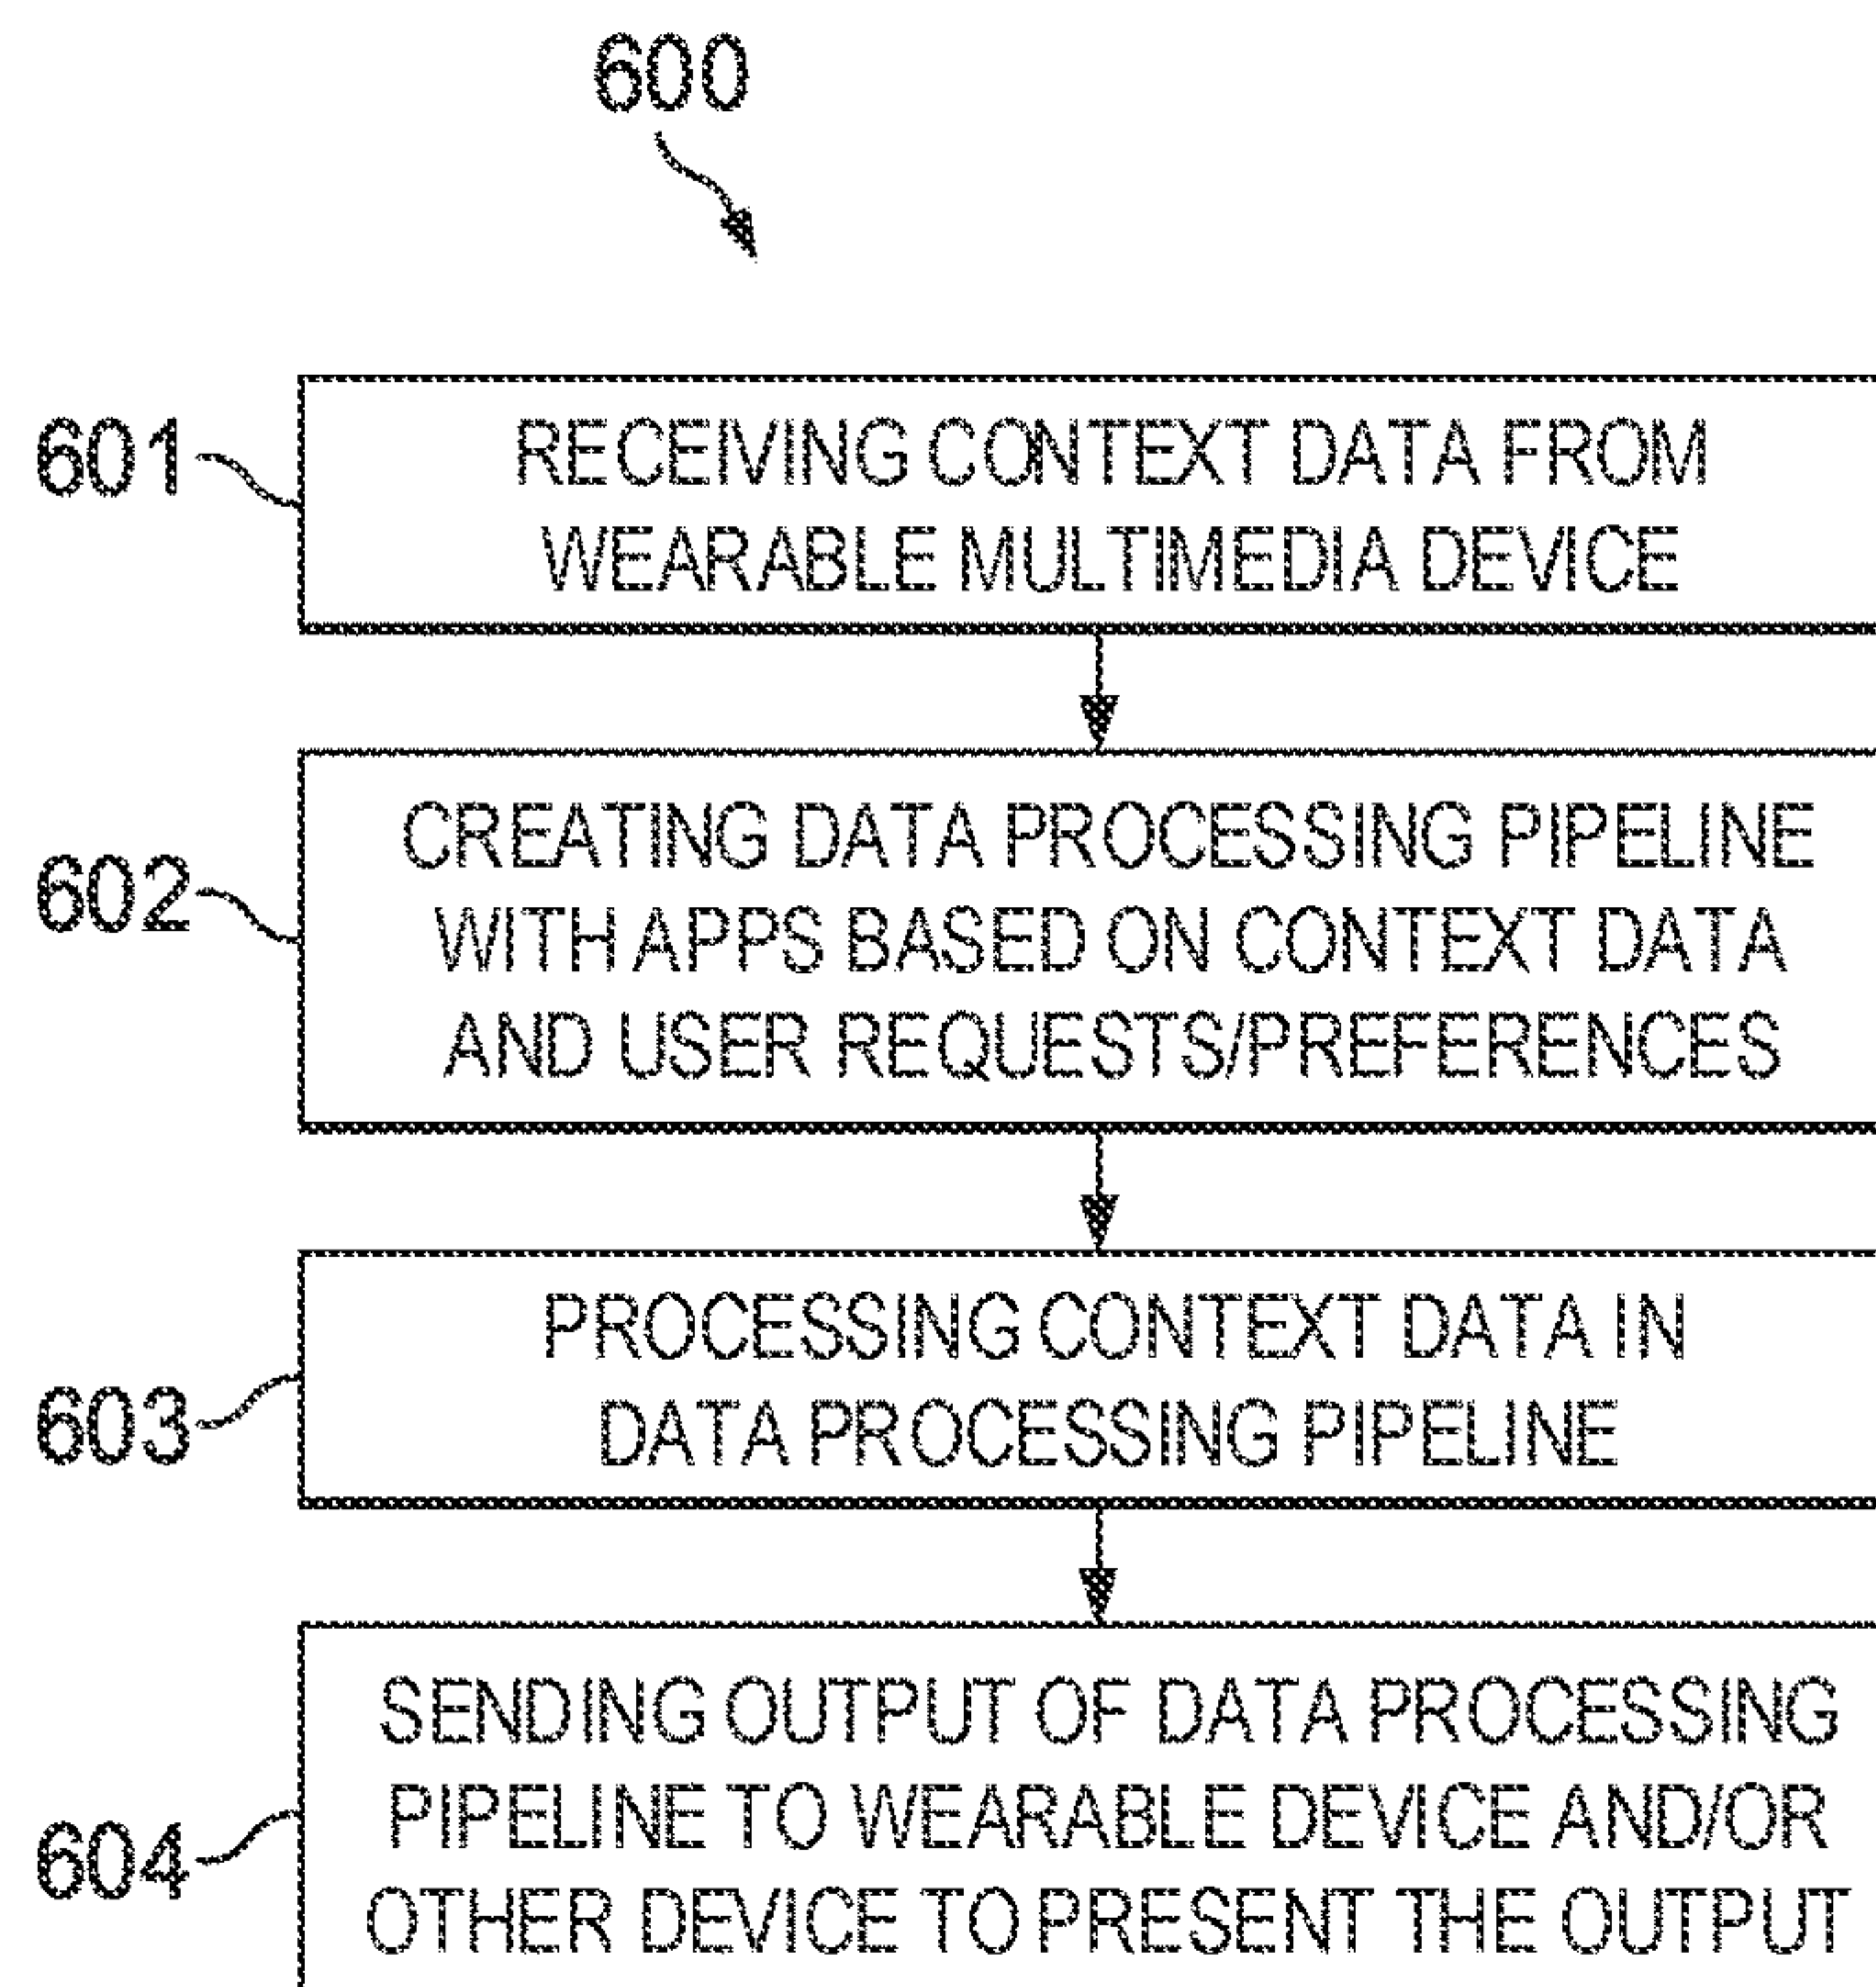 600
601
RECEIVING CONTEXT DATA FROM
WEARABLE MULTIMEDIA DEVICE
602
CREATING DATA PROCESSING PIPELINE
WITH APPS BASED ON CONTEXT DATA
AND USER REQUESTS/PREFERENCES
603
PROCESSING CONTEXT DATA IN
DATA PROCESSING PIPELINE
604
SENDING OUTPUT OF DATA PROCESSING
PIPELINE TO WEARABLE DEVICE AND/OR
OTHER DEVICE TO PRESENT THE OUTPUT